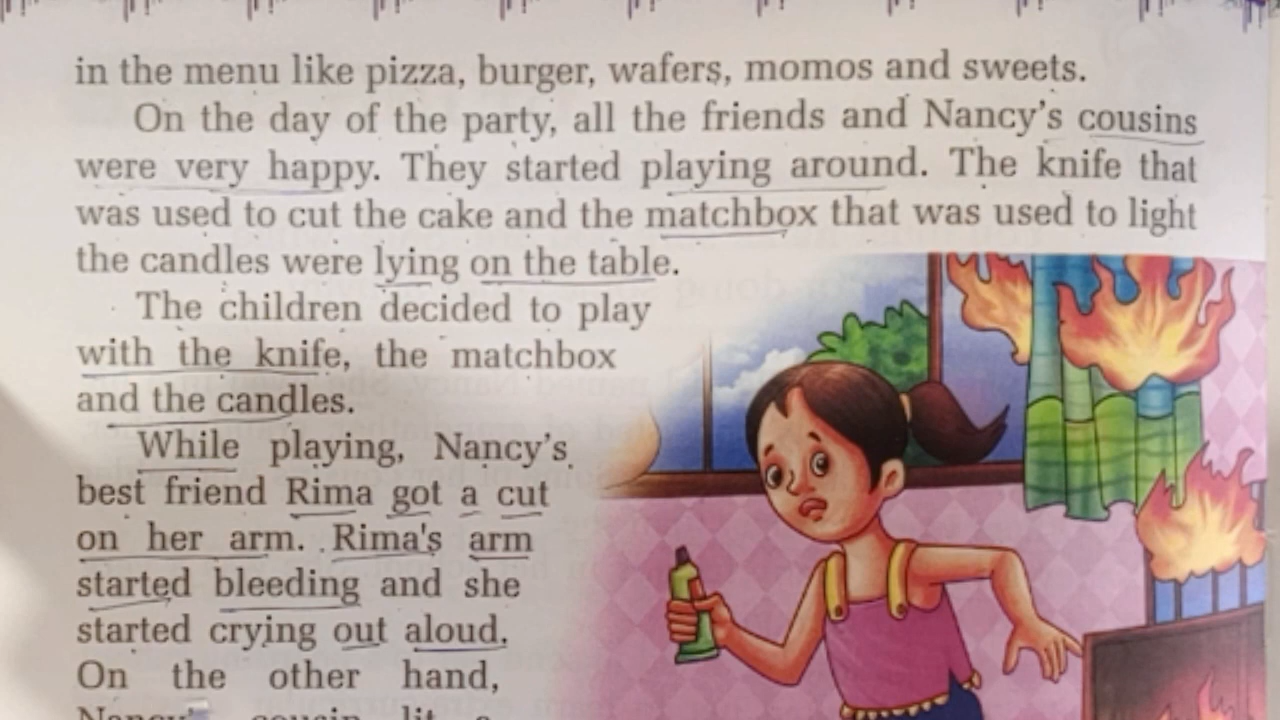 in the menu like pizza, burger, wafers, momos and sweets.
On the day of the party, all the friends and Nancy's cousins
were very happy. They started playing around. The knife that
was used to cut the cake and the matchbox that was used to light
the candles were lying on the table.
The children decided to play
with the knife, the matchbox
and the candles.
While playing, Nancy's
best friend Rima got a cut
on her arm. Rima's arm
started bleeding and she
started crying out aloud.
On the other hand,
cousin lit a